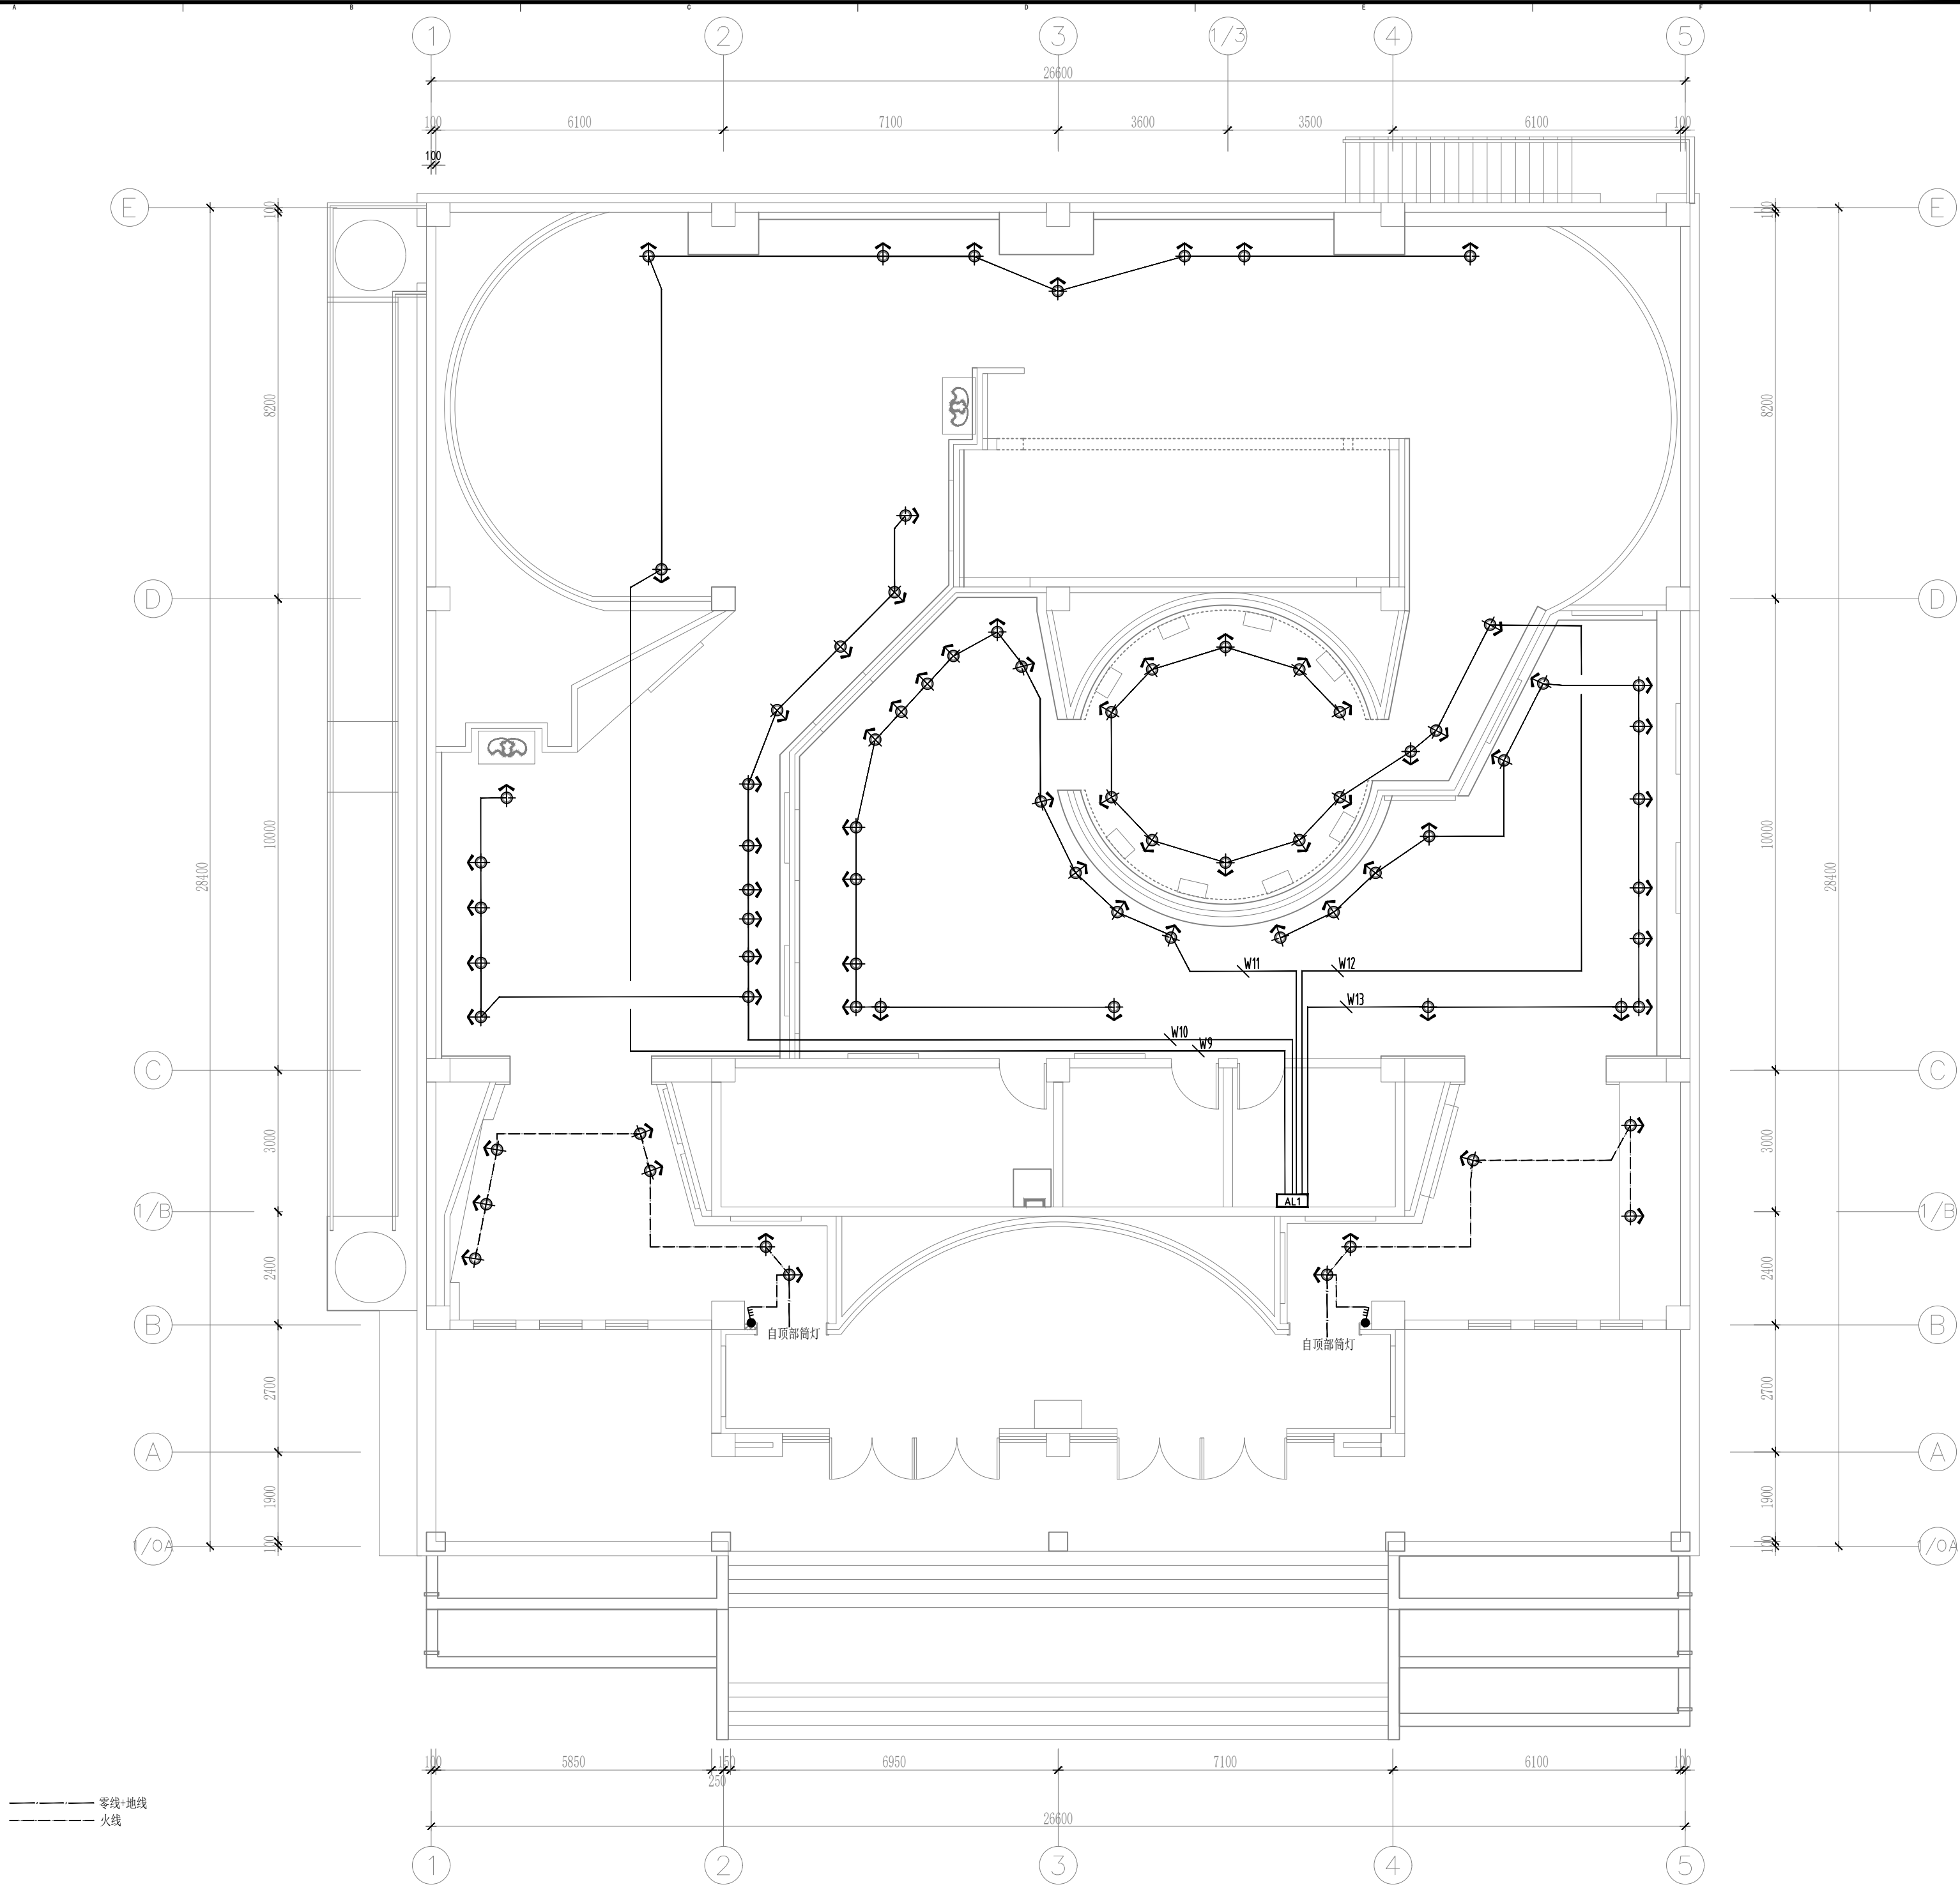 A B C D E F
1 2 3 1/3 4 5
26600
100 6100 7100 3600 3500 6100 100
100
E E
100 100
8200 8200
D D
10000 10000
28400 28400
W11 W12
W13
W10
W9
C C
3000 3000
AL1
1/B 1/B
2400 2400
B B
自顶部筒灯
自顶部筒灯
2700 2700
A A
1900 1900
100 100
1/0A 1/0A
100 5850 150 6950 7100 6100 100
250
零线+地线
火线
26600
1 2 3 4 5